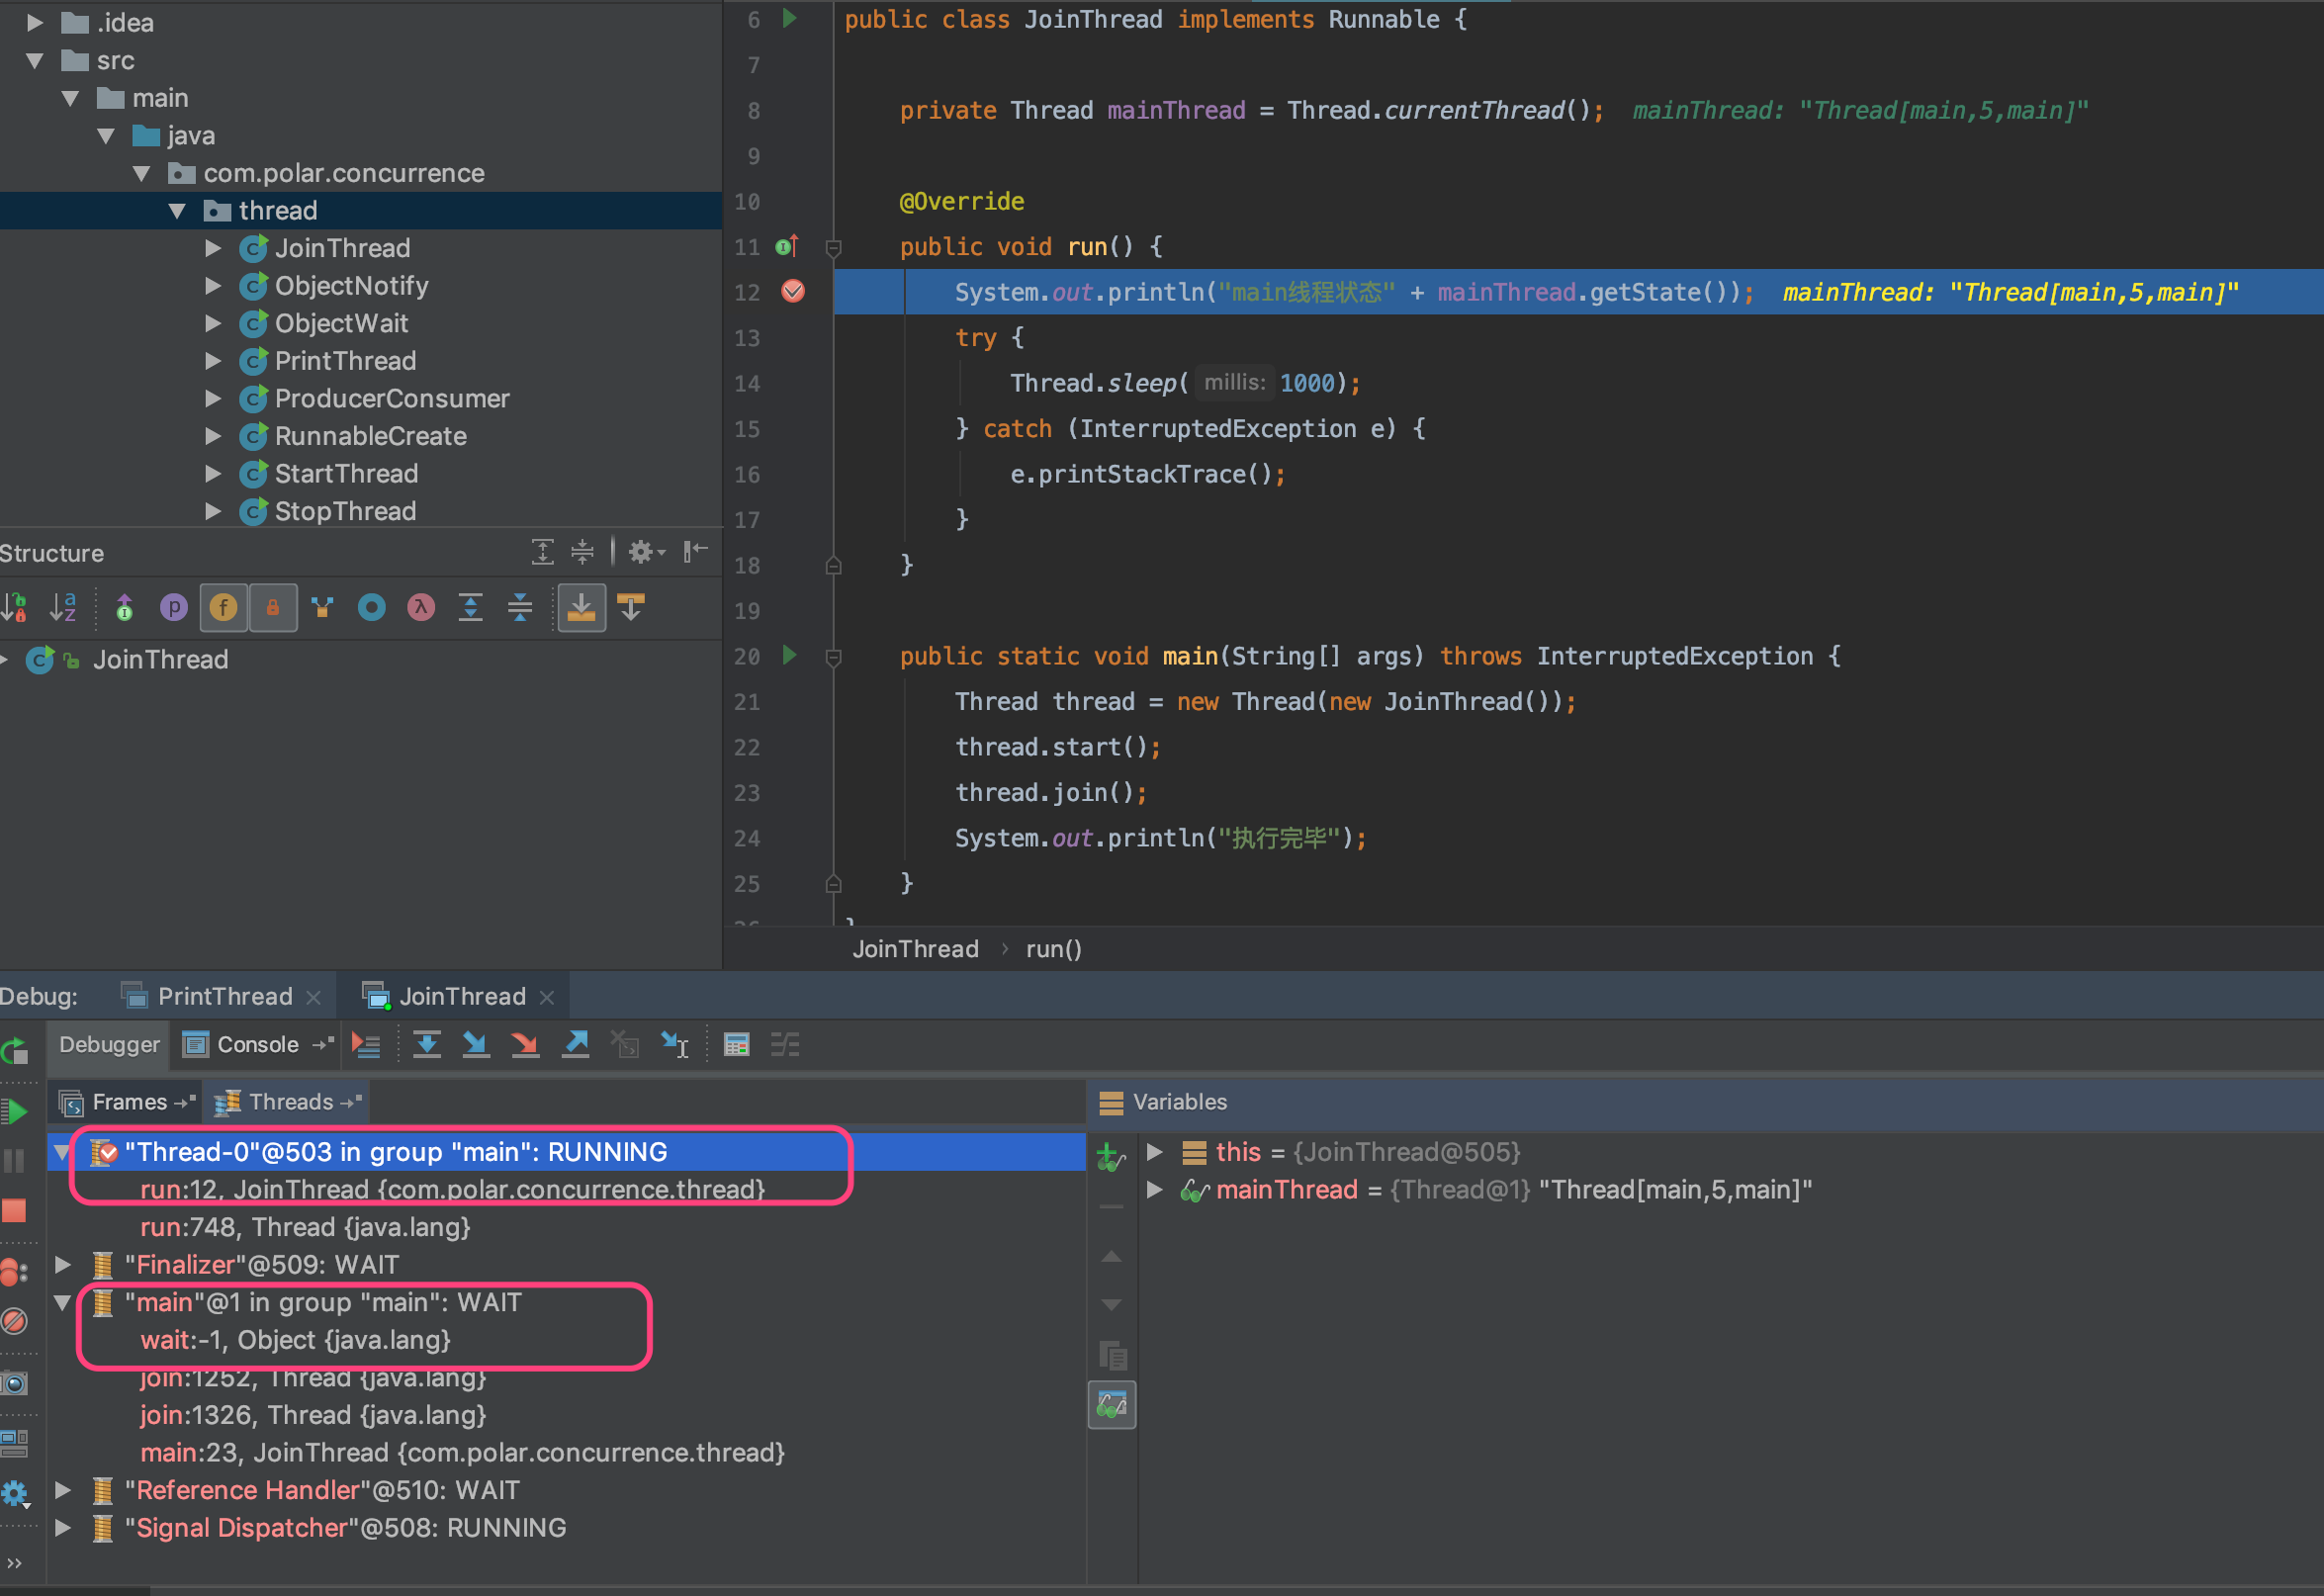 .idea
src
main
java
com.polar.concurrence
thread
JoinThread
ObjectNotify
ObjectWait
PrintThread
ProducerConsumer
RunnableCreate
StartThread
StopThread
Structure
JoinThread
6 public class JoinThread implements Runnable {
7
8 private Thread mainThread = Thread.currentThread(); mainThread: "Thread[main,5,main]"
9
10 @Override
11 public void run() {
12 System.out.println("main线程状态" + mainThread.getState()); mainThread: "Thread[main,5,main]"
13 try {
14 Thread.sleep( millis: 1000);
15 } catch (InterruptedException e) {
16 e.printStackTrace();
17 }
18 }
19
20 public static void main(String[] args) throws InterruptedException {
21 Thread thread = new Thread(new JoinThread());
22 thread.start();
23 thread.join();
24 System.out.println("执行完毕");
25 }
26 }
JoinThread › run()
Debug: PrintThread JoinThread
Debugger Console
Frames Threads
"Thread-0"@503 in group "main": RUNNING
run:12, JoinThread {com.polar.concurrence.thread}
run:748, Thread {java.lang}
"Finalizer"@509: WAIT
"main"@1 in group "main": WAIT
wait:-1, Object {java.lang}
join:1252, Thread {java.lang}
join:1326, Thread {java.lang}
main:23, JoinThread {com.polar.concurrence.thread}
"Reference Handler"@510: WAIT
"Signal Dispatcher"@508: RUNNING
Variables
this = {JoinThread@505}
mainThread = {Thread@1} "Thread[main,5,main]"